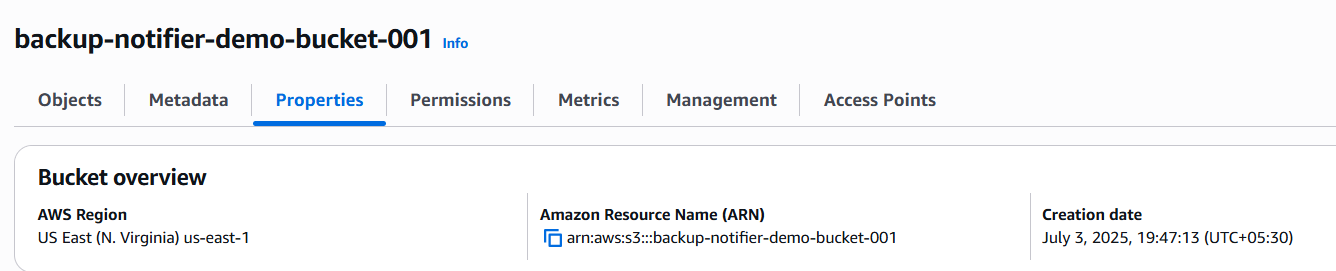 backup-notifier-demo-bucket-001 Info
Objects Metadata Properties Permissions Metrics Management Access Points
Bucket overview
AWS Region
US East (N. Virginia) us-east-1
Amazon Resource Name (ARN)
arn:aws:s3:::backup-notifier-demo-bucket-001
Creation date
July 3, 2025, 19:47:13 (UTC+05:30)